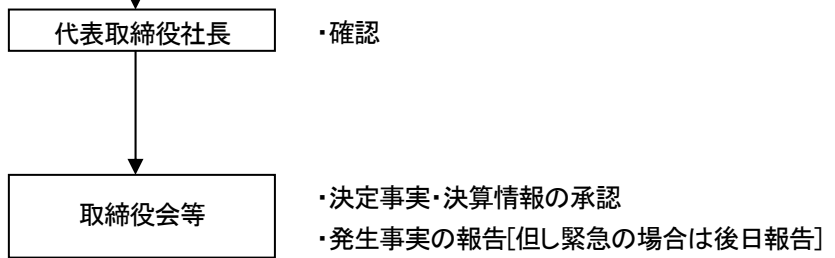 代表取締役社長 ・確認
取締役会等
・決定事実・決算情報の承認
・発生事実の報告[但し緊急の場合は後日報告]